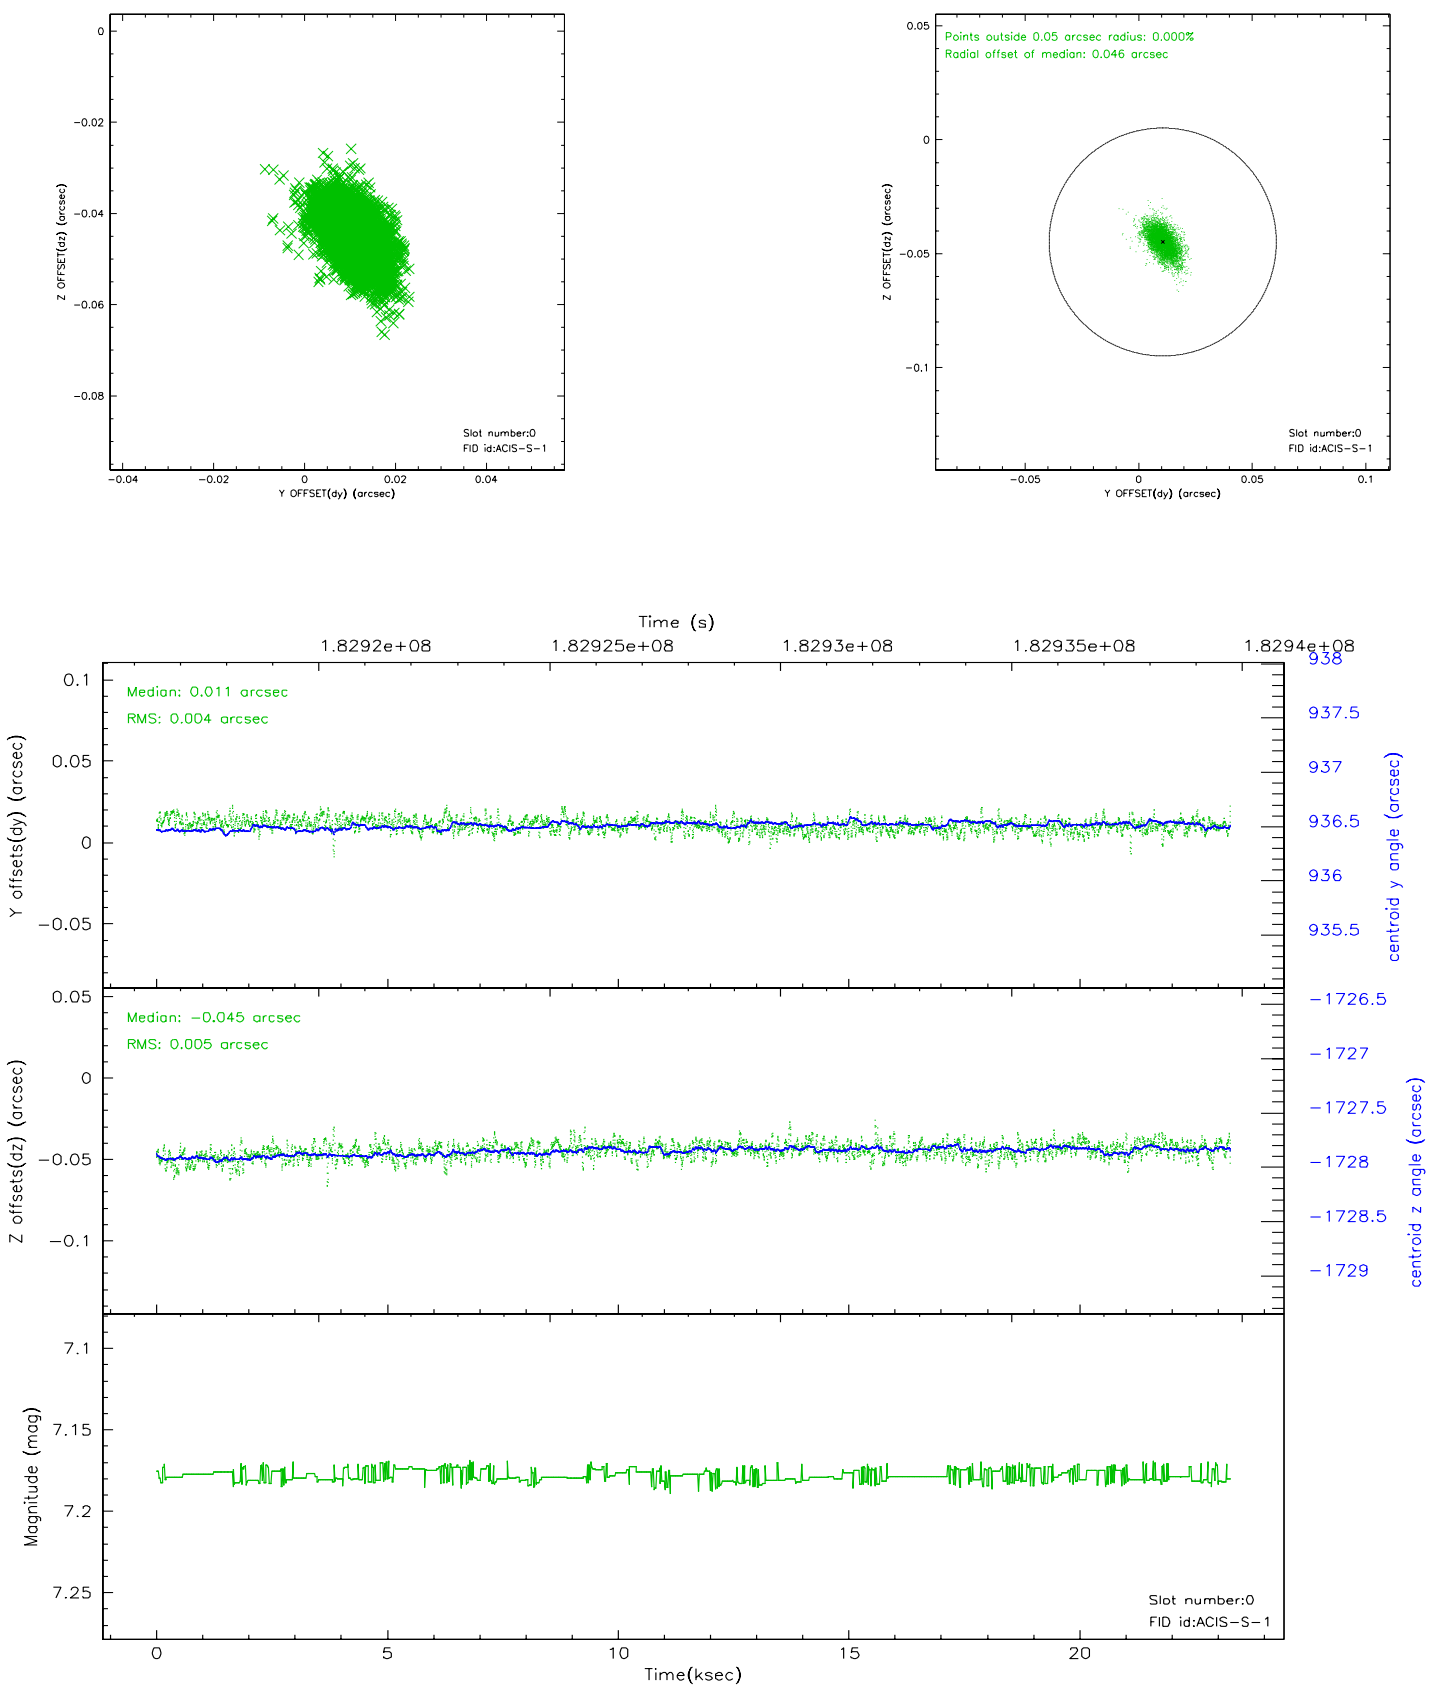 0
-0.02
-0.04
-0.06
-0.08
Z OFFSET(dz) (arcsec)
Slot number:0
FID id:ACIS-S-1
-0.04 -0.02 0 0.02 0.04
Y OFFSET(dy) (arcsec)
Points outside 0.05 arcsec radius: 0.000%
Radial offset of median: 0.046 arcsec
0.05
0
-0.05
-0.1
Z OFFSET(dz) (arcsec)
Slot number:0
FID id:ACIS-S-1
-0.05 0 0.05 0.1
Y OFFSET(dy) (arcsec)
Time (s)
1.8292e+08 1.82925e+08 1.8293e+08 1.82935e+08 1.8294e+08
Median: 0.011 arcsec
RMS: 0.004 arcsec
0.1
0.05
0
-0.05
Y offsets(dy) (arcsec)
938
937.5
937
936.5
936
935.5
centroid y angle (arcsec)
Median: -0.045 arcsec
RMS: 0.005 arcsec
0.05
0
-0.05
-0.1
Z offsets(dz) (arcsec)
-1726.5
-1727
-1727.5
-1728
-1728.5
-1729
centroid z angle (arcsec)
7.1
7.15
7.2
7.25
Magnitude (mag)
Slot number:0
FID id:ACIS-S-1
0 5 10 15 20
Time(ksec)